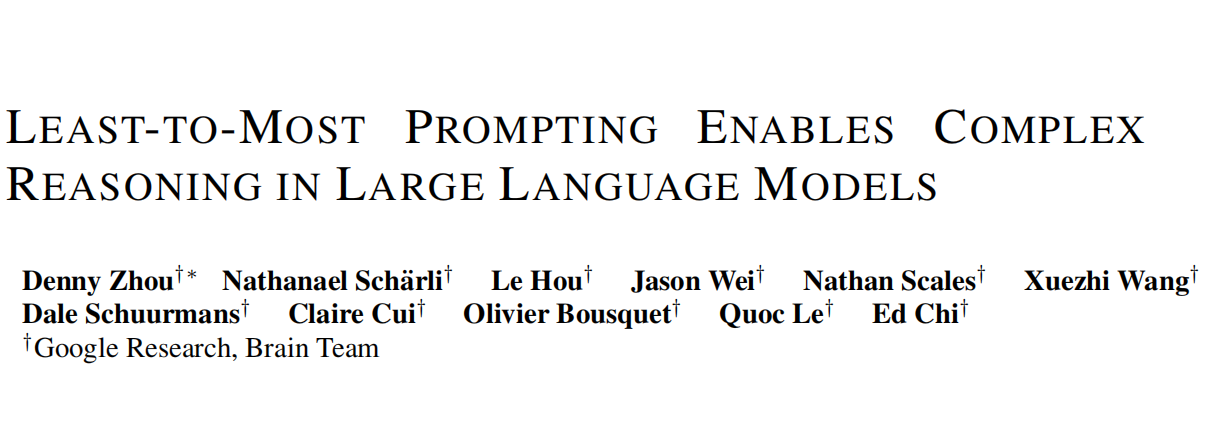 LEAST-TO-MOST PROMPTING ENABLES COMPLEX
REASONING IN LARGE LANGUAGE MODELS
Denny Zhou†* Nathanael Schärli† Le Hou† Jason Wei† Nathan Scales† Xuezhi Wang†
Dale Schuurmans† Claire Cui† Olivier Bousquet† Quoc Le† Ed Chi†
†Google Research, Brain Team